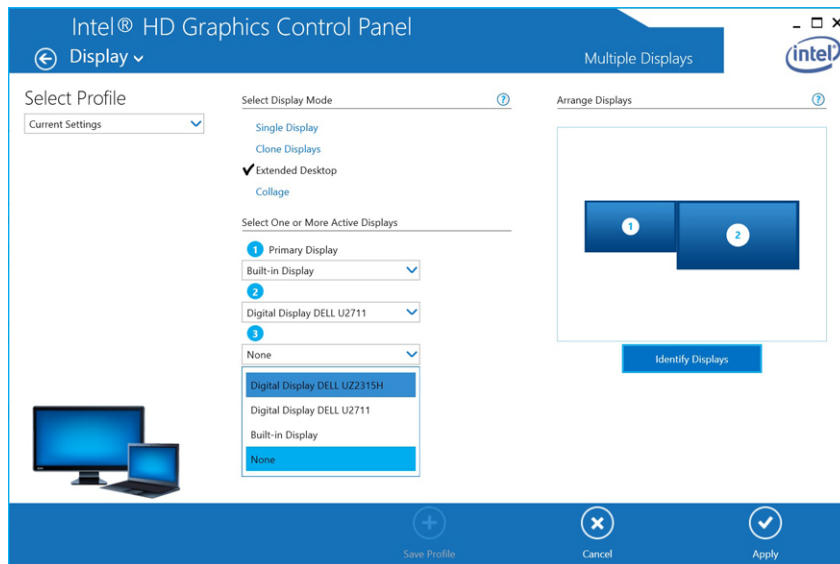 Intel® HD Graphics Control Panel
Display
Multiple Displays
intel
Select Profile
Current Settings
Select Display Mode
?
Single Display
Clone Displays
Extended Desktop
Collage
Select One or More Active Displays
1 Primary Display
Built-in Display
2
Digital Display DELL U2711
3
None
Digital Display DELL UZ2315H
Digital Display DELL U2711
Built-in Display
None
Arrange Displays
?
1
2
Identify Displays
Save Profile
Cancel
Apply